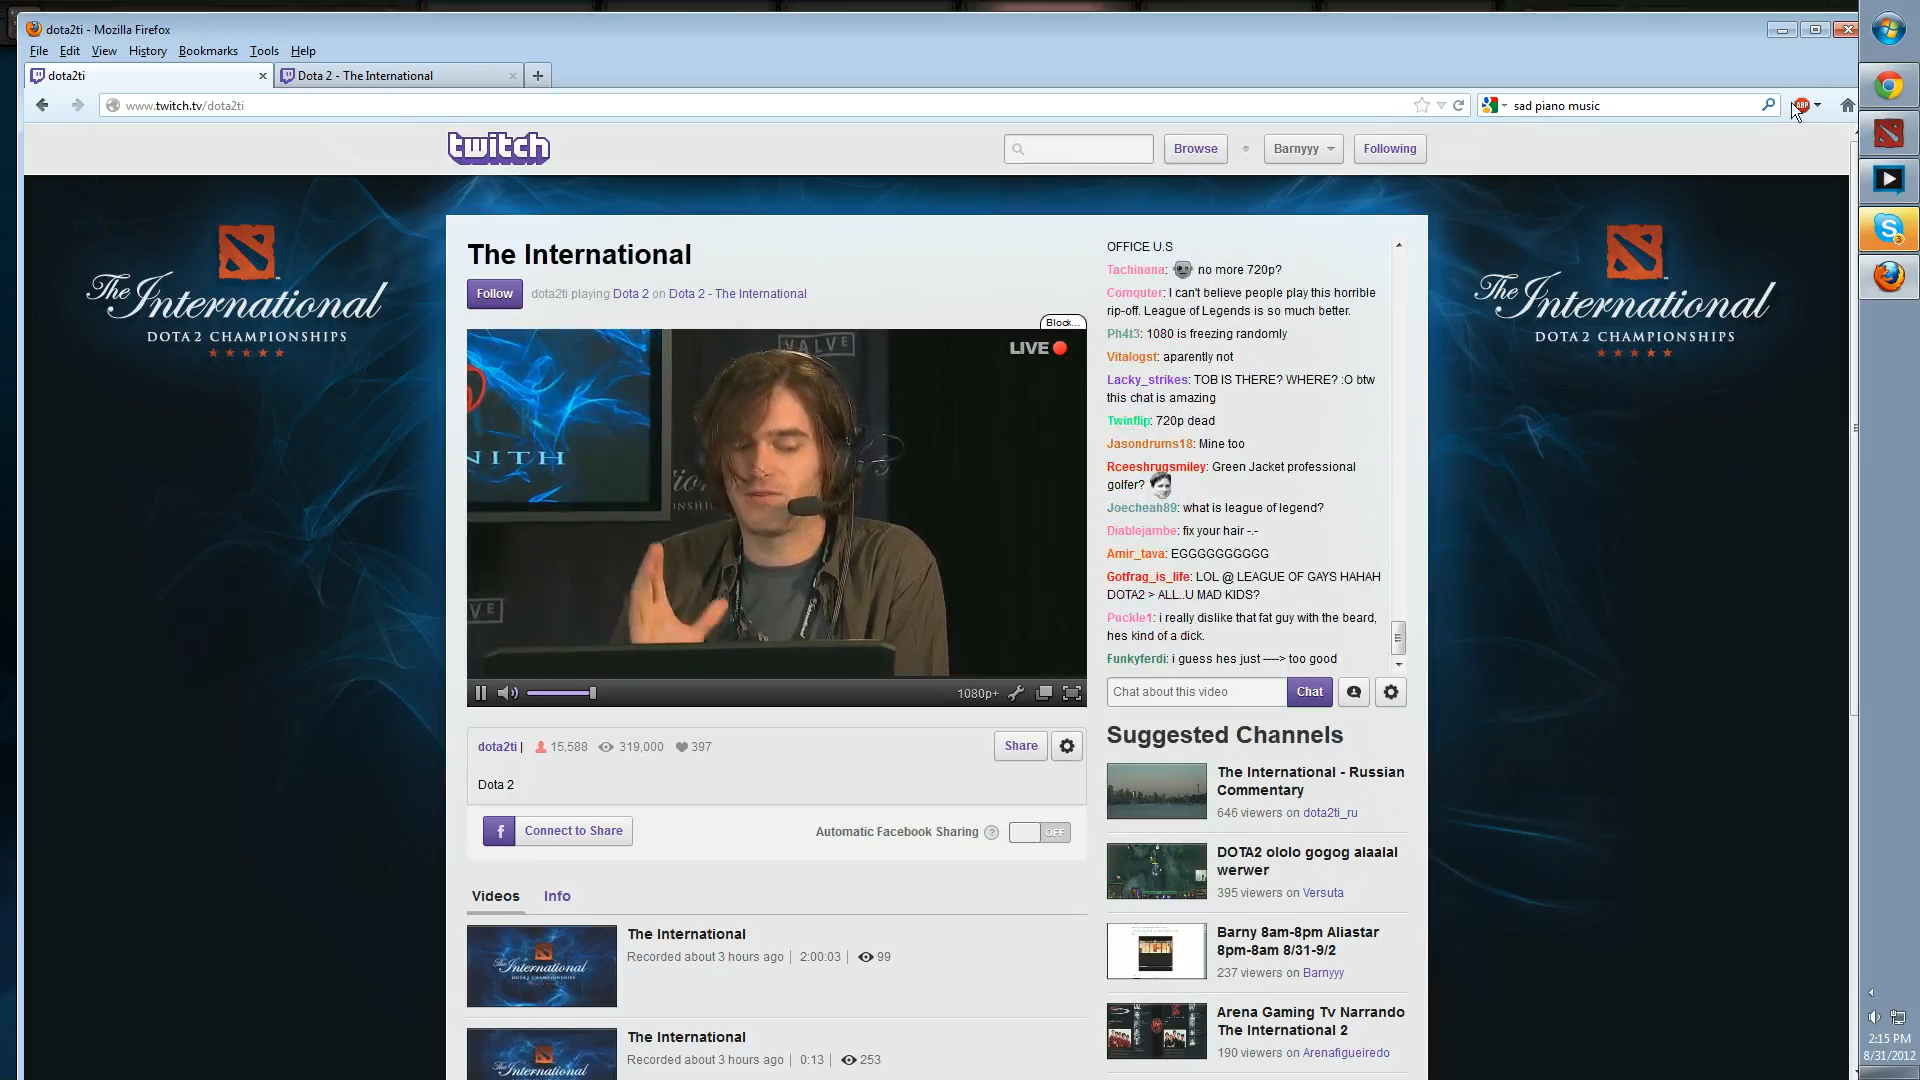 dota2ti - Mozilla Firefox
File Edit View History Bookmarks Tools Help
dota2ti
Dota 2 - The International
www.twitch.tv/dota2ti
sad piano music
ABP
twitch
Browse
Barnyyy
Following
The International
DOTA 2 CHAMPIONSHIPS
The International
DOTA 2 CHAMPIONSHIPS
The International
Follow
dota2ti playing Dota 2 on Dota 2 - The International
Block...
VALVE
LIVE
NITH
1080p+
OFFICE U.S
Tachinana: no more 720p?
Comquter: I can't believe people play this horrible
rip-off. League of Legends is so much better.
Ph4t3: 1080 is freezing randomly
Vitalogst: aparently not
Lacky_strikes: TOB IS THERE? WHERE? :O btw
this chat is amazing
Twinflip: 720p dead
Jasondrums18: Mine too
Rceeshrugsmiley: Green Jacket professional
golfer?
Joecheah89: what is league of legend?
Diablejambe: fix your hair -.-
Amir_tava: EGGGGGGGGG
Gotfrag_is_life: LOL @ LEAGUE OF GAYS HAHAH
DOTA2 > ALL..U MAD KIDS?
Puckle1: i really dislike that fat guy with the beard,
hes kind of a dick.
Funkyferdi: i guess hes just ----> too good
Chat about this video
Chat
dota2ti | 15,588 319,000 397
Share
Dota 2
f Connect to Share
Automatic Facebook Sharing ? OFF
Videos Info
The International
Recorded about 3 hours ago | 2:00:03 | 99
The International
Recorded about 3 hours ago | 0:13 | 253
Suggested Channels
The International - Russian
Commentary
646 viewers on dota2ti_ru
DOTA2 ololo gogog alaalal
werwer
395 viewers on Versuta
Barny 8am-8pm Aliastar
8pm-8am 8/31-9/2
237 viewers on Barnyyy
Arena Gaming Tv Narrando
The International 2
190 viewers on Arenafigueiredo
2:15 PM
8/31/2012